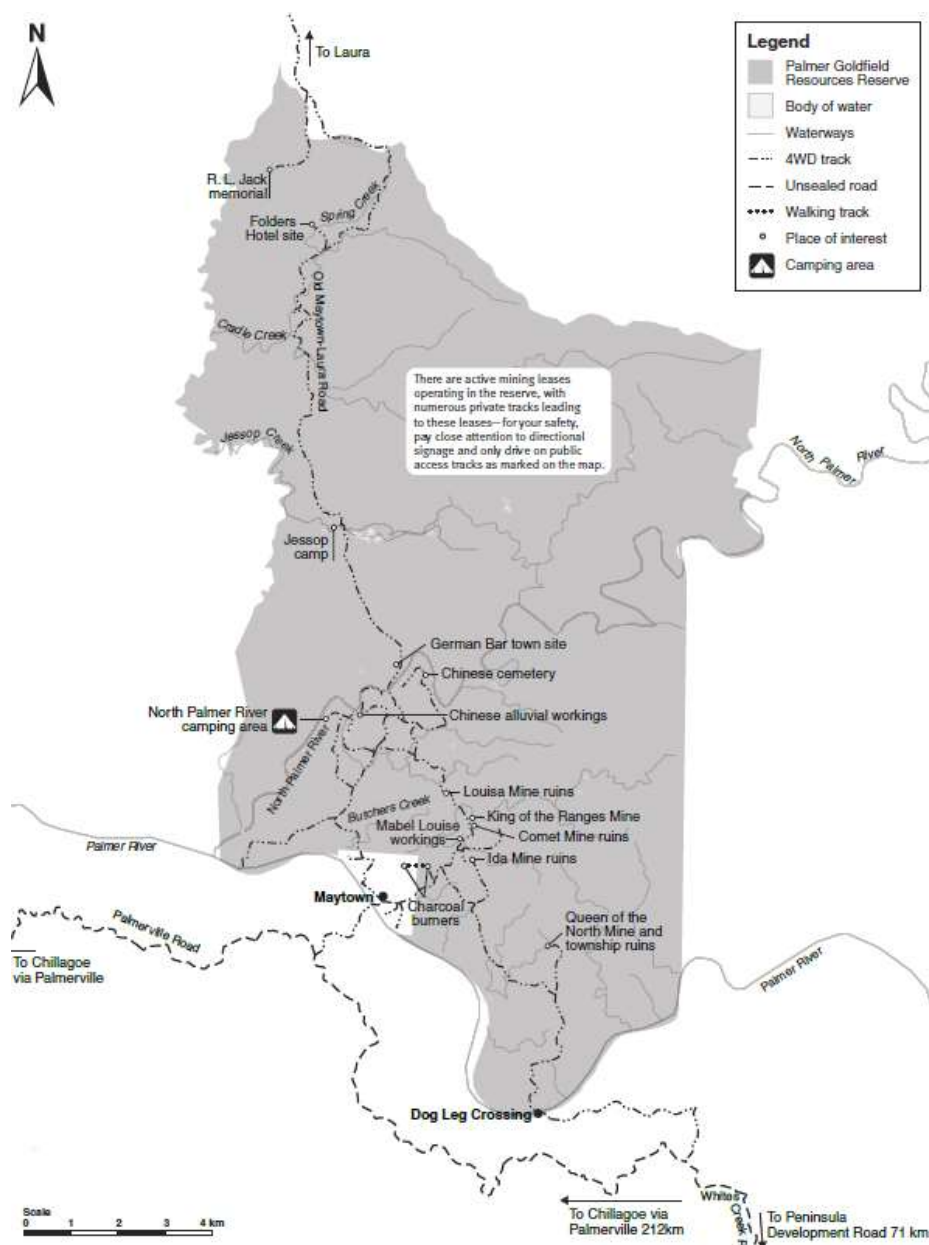 N
To Laura
Legend
Palmer Goldfield
Resources Reserve
Body of water
Waterways
4WD track
Unsealed road
Walking track
Place of interest
Camping area
R. L. Jack
memorial
Spring Creek
Folders
Hotel site
Old Maytown-Laura Road
Cradle Creek
There are active mining leases
operating in the reserve, with
numerous private tracks leading
to these leases—for your safety,
pay close attention to directional
signage and only drive on public
access tracks as marked on the map.
Jessop Creek
North Palmer River
Jessop
camp
German Bar town site
Chinese cemetery
North Palmer River
camping area
Chinese alluvial workings
North Palmer River
Louisa Mine ruins
Butchers Creek
King of the Ranges Mine
Mabel Louise
workings
Comet Mine ruins
Palmer River
Ida Mine ruins
Maytown
Charcoal
burners
Palmerville Road
Queen of the
North Mine and
township ruins
To Chillagoe
via Palmerville
Palmer River
Dog Leg Crossing
Whites
Creek R
Scale
0 1 2 3 4 km
To Chillagoe via
Palmerville 212km
To Peninsula
Development Road 71 km